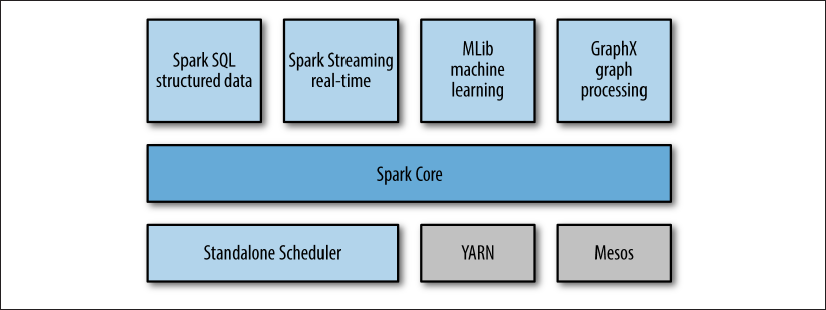 Spark SQL
structured data
Spark Streaming
real-time
MLib
machine
learning
GraphX
graph
processing
Spark Core
Standalone Scheduler
YARN
Mesos